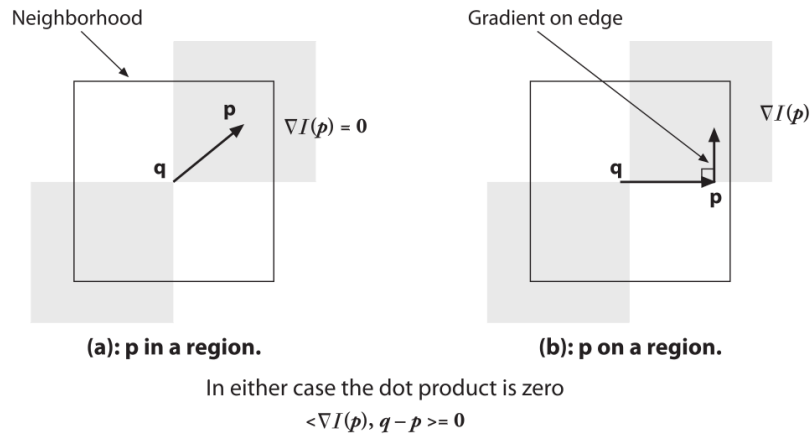 Neighborhood
p
∇I(p) = 0
q
(a): p in a region.
Gradient on edge
∇I(p)
q
p
(b): p on a region.
In either case the dot product is zero
<∇I(p), q – p >= 0